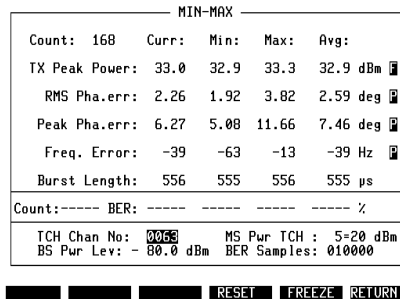 MIN-MAX
Count: 168 Curr: Min: Max: Avg:
TX Peak Power: 33.0 32.9 33.3 32.9 dBm F
RMS Pha.err: 2.26 1.92 3.82 2.59 deg P
Peak Pha.err: 6.27 5.08 11.66 7.46 deg P
Freq. Error: -39 -63 -13 -39 Hz P
Burst Length: 556 555 556 555 µs
Count:----- BER: ----- ----- ----- ----- %
TCH Chan No: 0063 MS Pwr TCH : 5=20 dBm
BS Pwr Lev: - 80.0 dBm BER Samples: 010000
RESET FREEZE RETURN